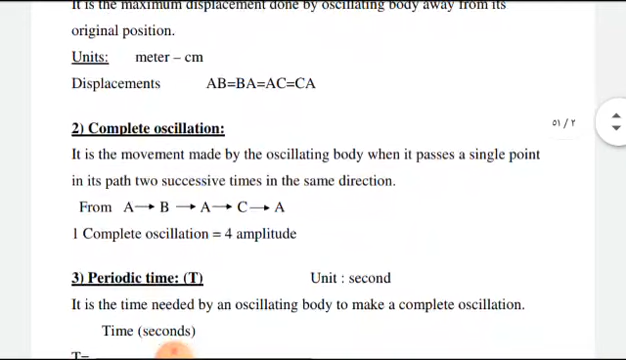 It is the maximum displacement done by oscillating body away from its
original position.
Units: meter – cm
Displacements AB=BA=AC=CA
2) Complete oscillation:
٥١ / ٢
It is the movement made by the oscillating body when it passes a single point
in its path two successive times in the same direction.
From A→ B → A→ C→ A
1 Complete oscillation = 4 amplitude
3) Periodic time: (T) Unit : second
It is the time needed by an oscillating body to make a complete oscillation.
Time (seconds)
T=